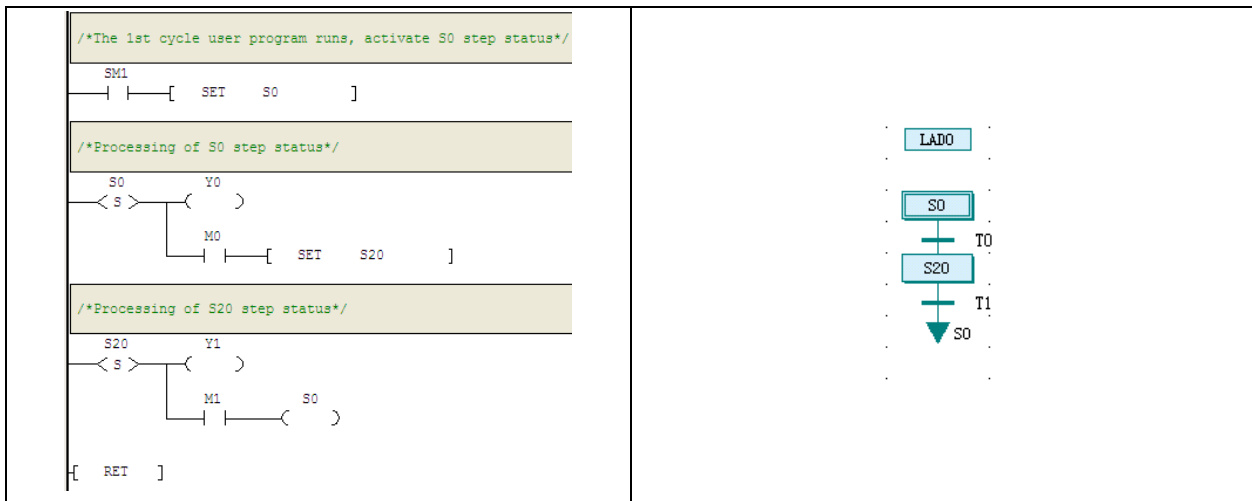 /*The 1st cycle user program runs, activate S0 step status*/
SM1
[ SET S0 ]
/*Processing of S0 step status*/
S0 Y0
S
M0
[ SET S20 ]
/*Processing of S20 step status*/
S20 Y1
S
M1 S0
[ RET ]
LAD0
S0
T0
S20
T1
S0